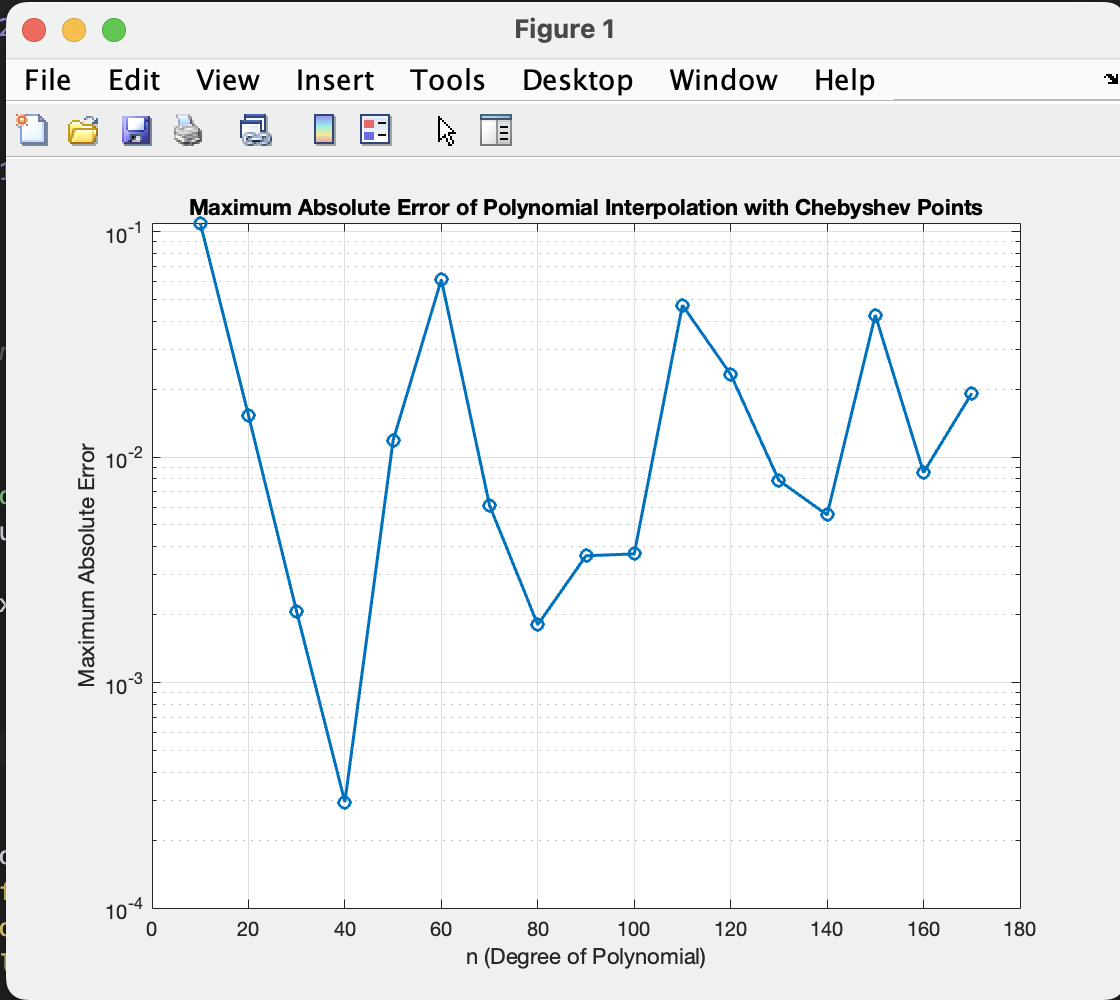 Figure 1
File Edit View Insert Tools Desktop Window Help
Maximum Absolute Error of Polynomial Interpolation with Chebyshev Points
Maximum Absolute Error
10^-1
10^-2
10^-3
10^-4
0 20 40 60 80 100 120 140 160 180
n (Degree of Polynomial)